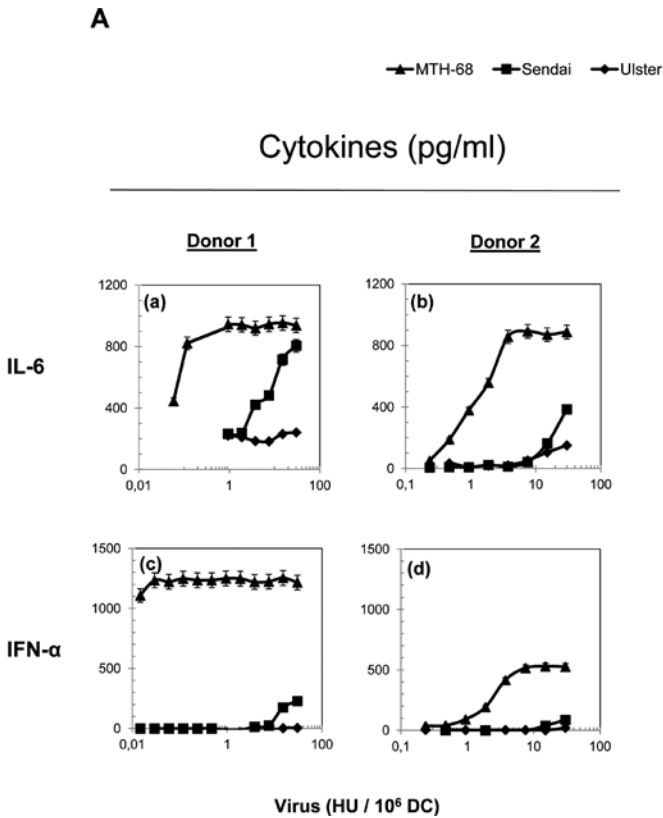 A
MTH-68 Sendai Ulster
Cytokines (pg/ml)
Donor 1 Donor 2
IL-6
(a)
1200
800
400
0
0,01 1 100
(b)
1200
800
400
0
0,1 1 10 100
IFN-α
(c)
1500
1000
500
0
0,01 1 100
(d)
1500
1000
500
0
0,1 1 10 100
Virus (HU / 10⁶ DC)